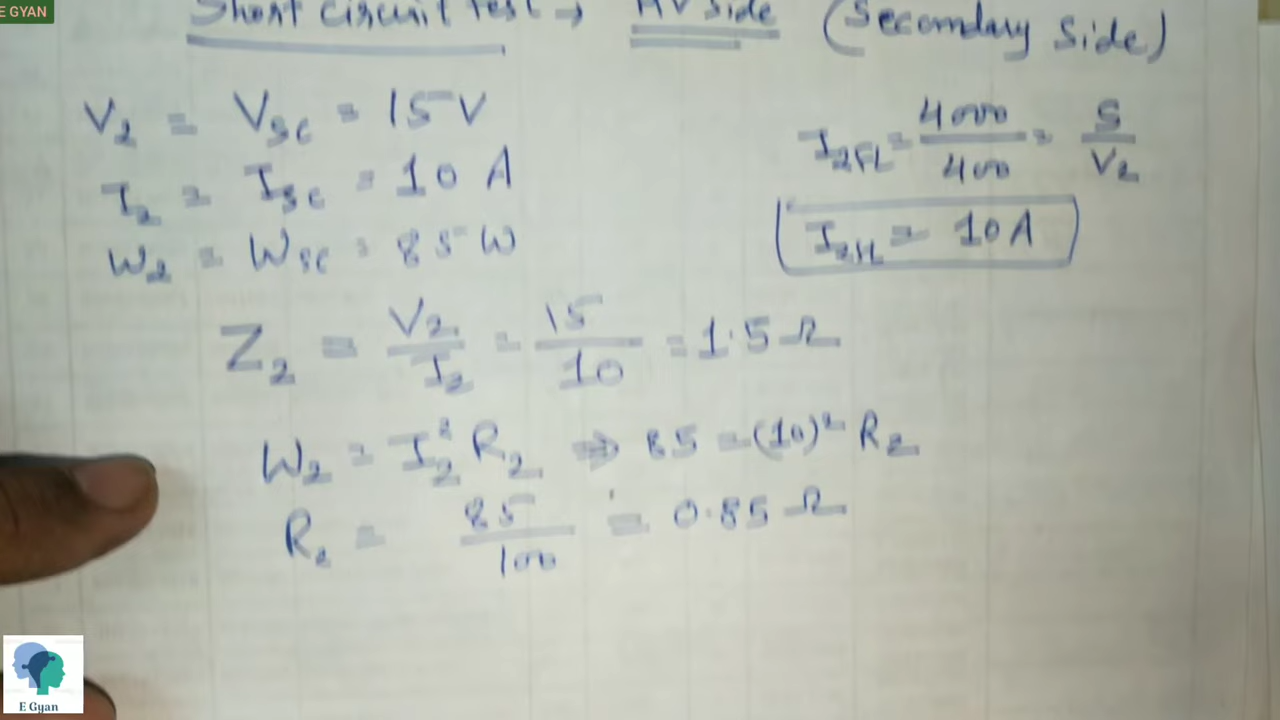 E GYAN
Short circuit test → HV side (Secondary Side)
V₂ = Vsc = 15V
I₂ = Isc = 10 A
W₂ = Wsc = 85 W
I₂FL = 4000/400 = S/V₂
I₂FL = 10A
Z₂ = V₂/I₂ = 15/10 = 1.5 Ω
W₂ = I₂² R₂ ⇒ 85 = (10)² R₂
R₂ = 85/100 = 0.85 Ω
E Gyan